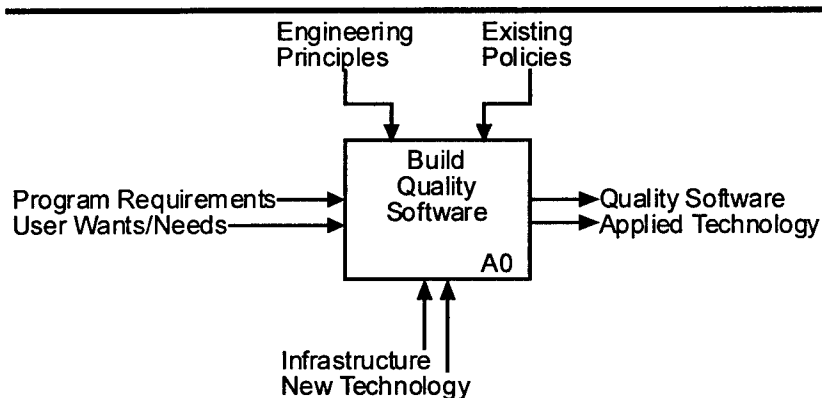 Engineering
Principles
Existing
Policies
Build
Quality
Software
Program Requirements
User Wants/Needs
Quality Software
Applied Technology
A0
Infrastructure
New Technology